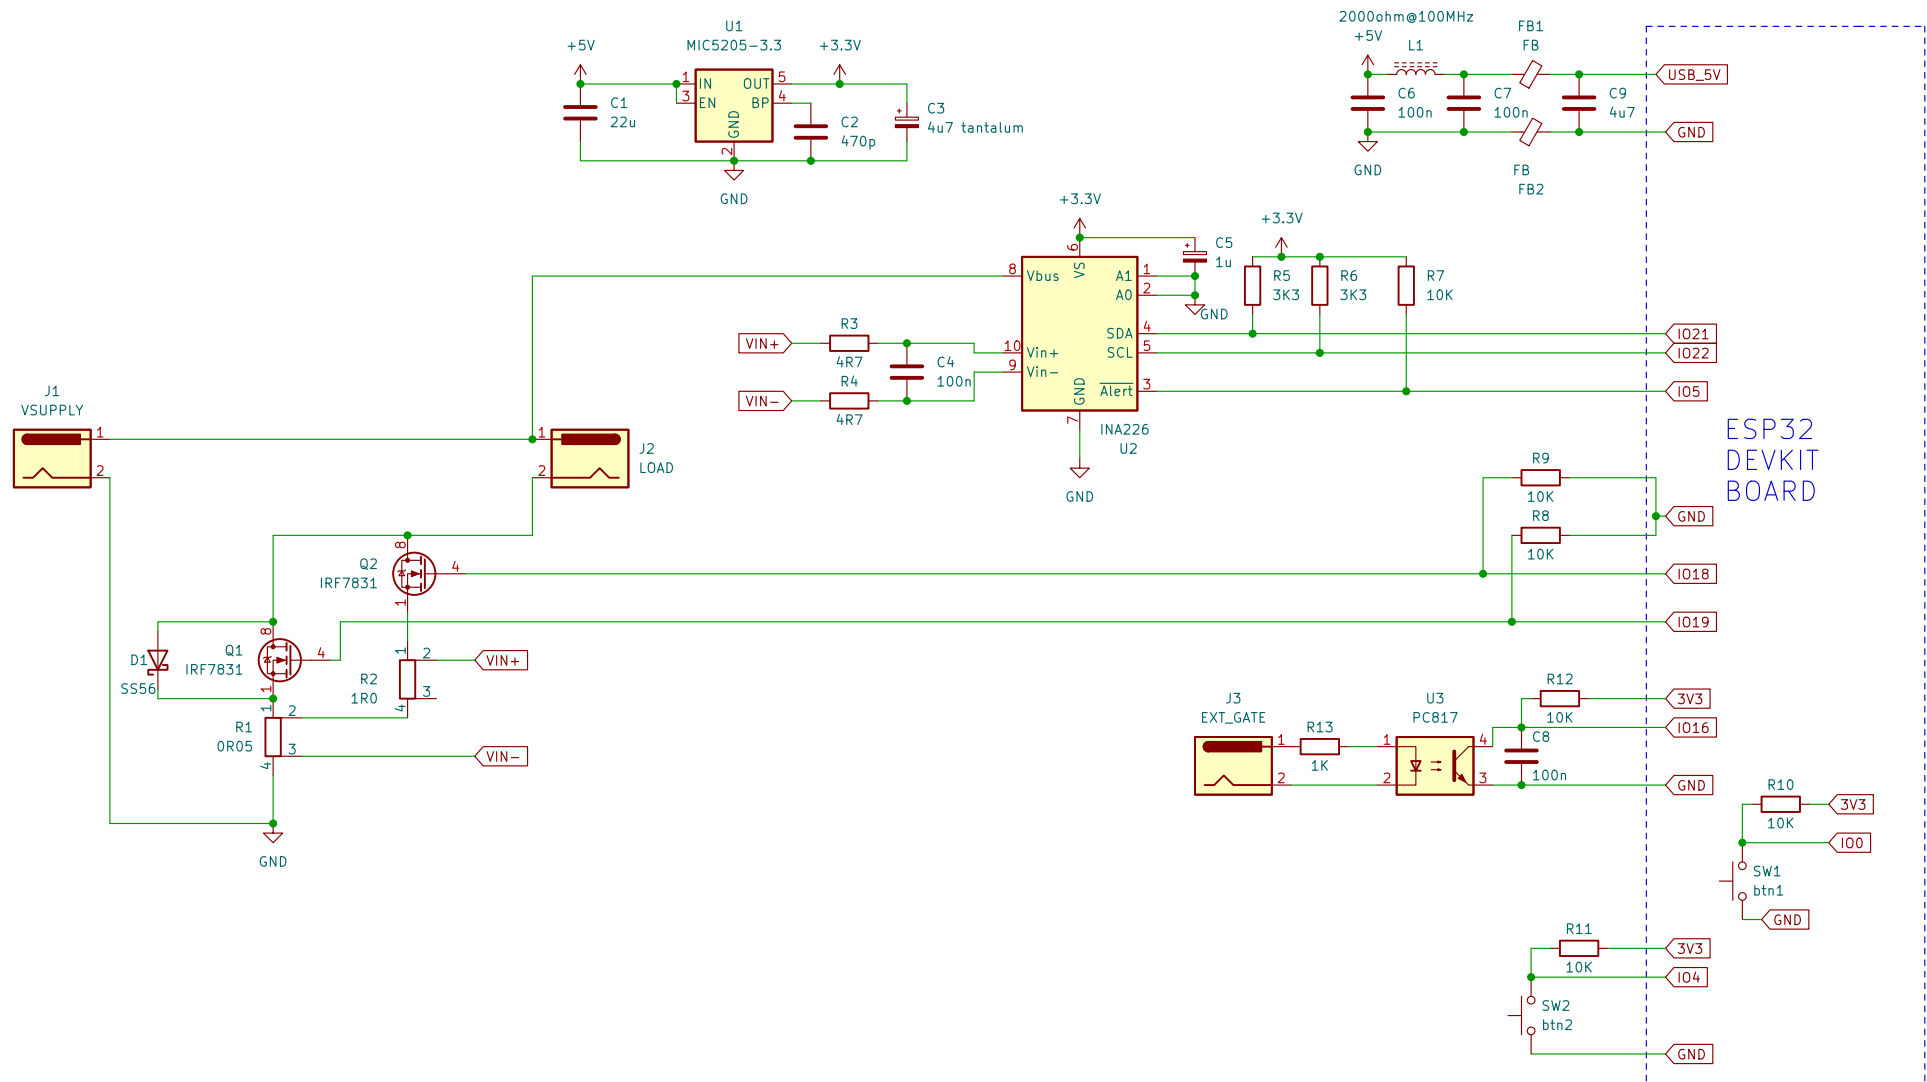 U1
MIC5205-3.3
+5V
+3.3V
1
IN
OUT
5
3
EN
BP
4
GND
2
C1
22u
C2
470p
C3
4u7 tantalum
GND
2000ohm@100MHz
+5V
L1
FB1
FB
C6
100n
C7
100n
C9
4u7
USB_5V
GND
GND
FB
FB2
+3.3V
6
VS
8
Vbus
A1
1
A0
2
SDA
4
SCL
5
10
Vin+
9
Vin-
GND
7
Alert
3
INA226
U2
GND
C5
1u
GND
+3.3V
R5
3K3
R6
3K3
R7
10K
IO21
IO22
IO5
VIN+
R3
4R7
VIN-
R4
4R7
C4
100n
J1
VSUPPLY
1
2
1
2
J2
LOAD
ESP32
DEVKIT
BOARD
R9
10K
R8
10K
GND
IO18
IO19
Q2
IRF7831
8
4
1
Q1
IRF7831
8
4
1
D1
SS56
R2
1R0
1
2
3
4
VIN+
R1
0R05
1
2
3
4
VIN-
GND
J3
EXT_GATE
1
2
R13
1K
U3
PC817
1
2
4
3
R12
10K
C8
100n
3V3
IO16
GND
R10
10K
3V3
IO0
SW1
btn1
GND
R11
10K
3V3
IO4
SW2
btn2
GND